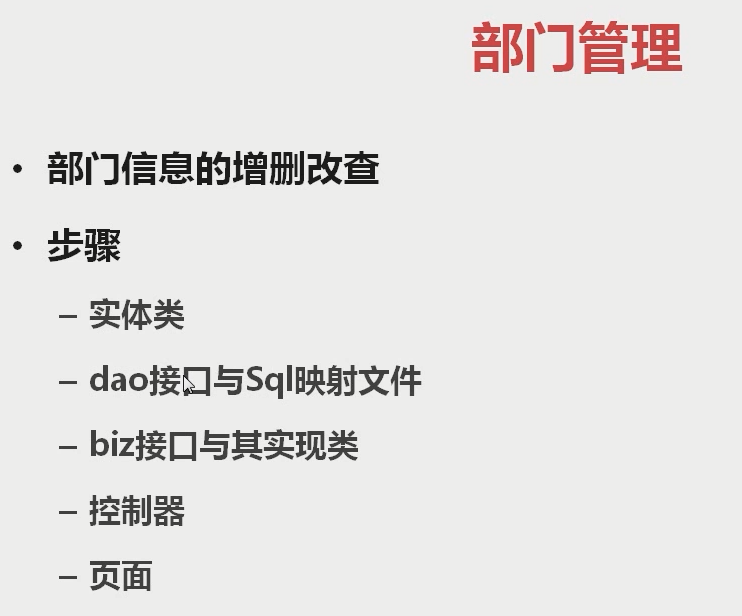 部门管理
• 部门信息的增删改查
• 步骤
– 实体类
– dao接口与Sql映射文件
– biz接口与其实现类
– 控制器
– 页面